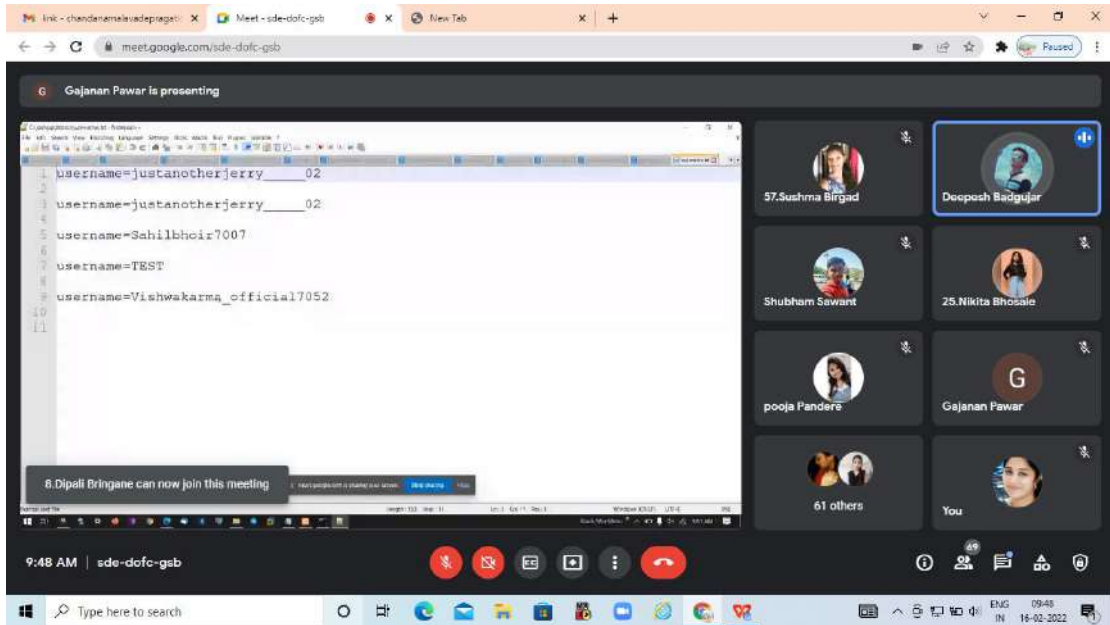 link - chandanamalavadepragati
Meet - sde-dofc-gsb
New Tab
meet.google.com/sde-dofc-gsb
Paused
G Gajanan Pawar is presenting
1 username=justanotherjerry_____02
2
3 username=justanotherjerry_____02
4
5 username=Sahilbhoir7007
6
7 username=TEST
8
9 username=Vishwakarma_official7052
10
11
57.Sushma Birgad
Deepesh Badgujar
Shubham Sawant
25.Nikita Bhosale
pooja Pandere
G
Gajanan Pawar
61 others
You
8.Dipali Bringane can now join this meeting
Stop sharing
Hide
9:48 AM | sde-dofc-gsb
69
Type here to search
ENG
IN
09:48
16-02-2022